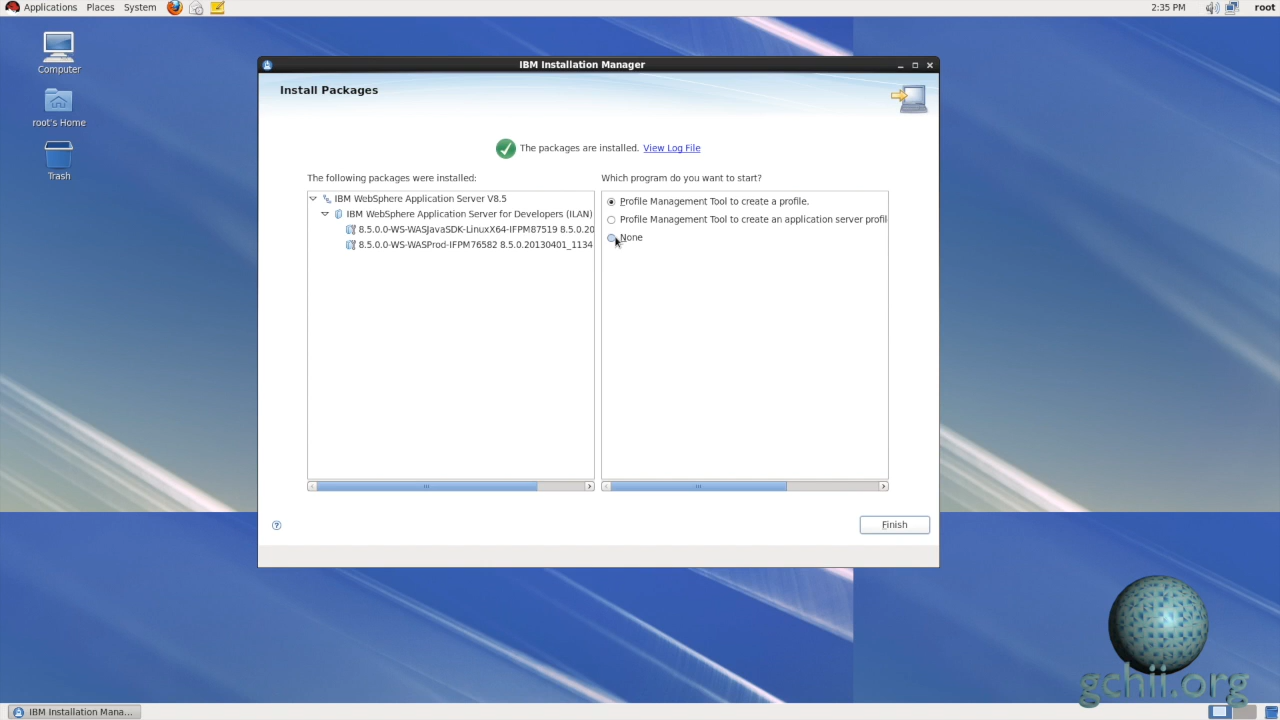 Applications Places System 2:35 PM root
Computer
root's Home
Trash
IBM Installation Manager
Install Packages
The packages are installed. View Log File
The following packages were installed:
IBM WebSphere Application Server V8.5
IBM WebSphere Application Server for Developers (ILAN)
8.5.0.0-WS-WASJavaSDK-LinuxX64-IFPM87519 8.5.0.20
8.5.0.0-WS-WASProd-IFPM76582 8.5.0.20130401_1134
Which program do you want to start?
Profile Management Tool to create a profile.
Profile Management Tool to create an application server profil
None
Finish
gchii.org
IBM Installation Mana...